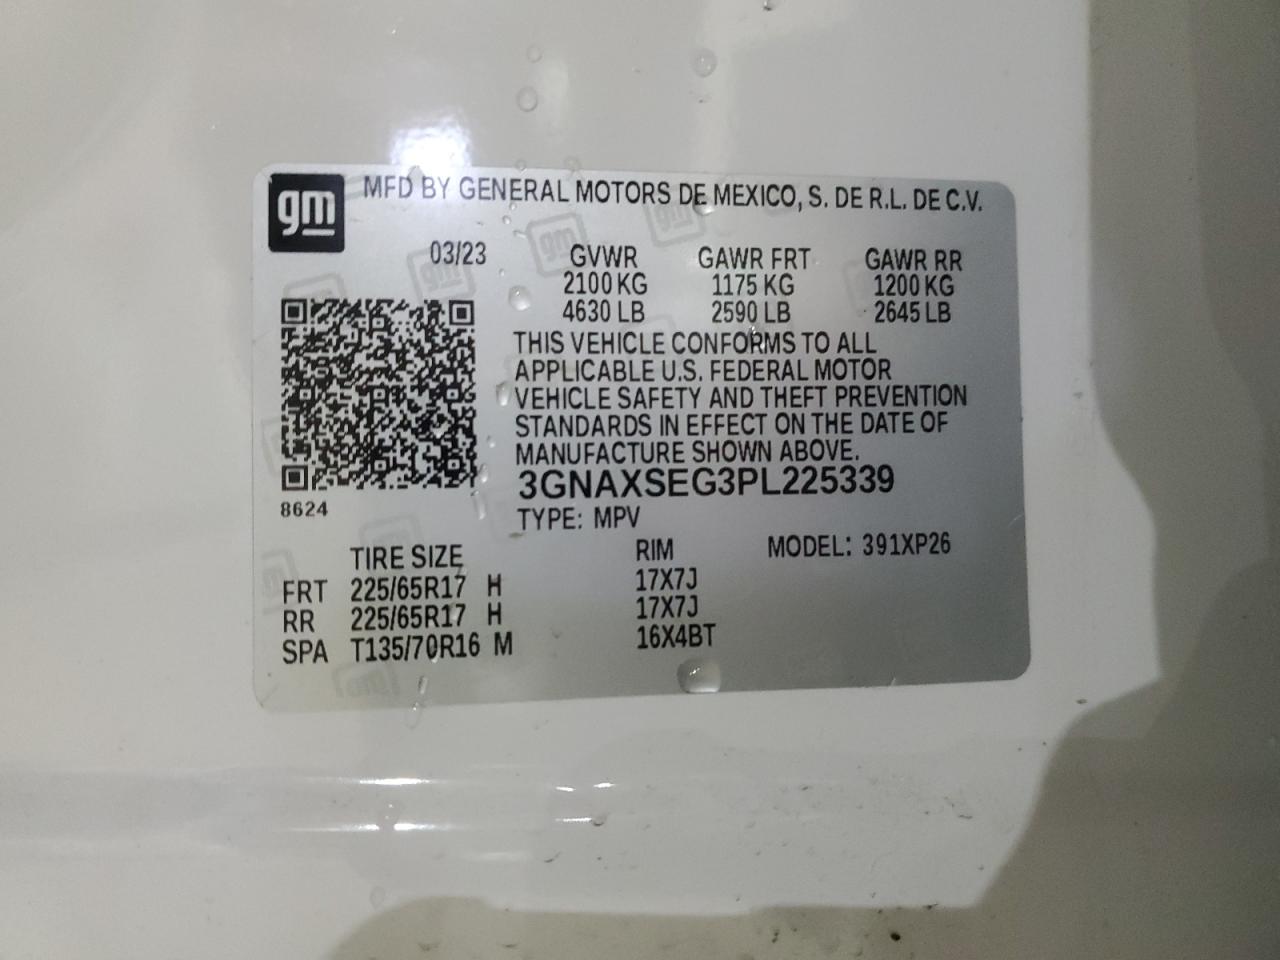 gm MFD BY GENERAL MOTORS DE MEXICO, S. DE R.L. DE C.V.
03/23 GVWR GAWR FRT GAWR RR
2100 KG 1175 KG 1200 KG
4630 LB 2590 LB 2645 LB
THIS VEHICLE CONFORMS TO ALL
APPLICABLE U.S. FEDERAL MOTOR
VEHICLE SAFETY AND THEFT PREVENTION
STANDARDS IN EFFECT ON THE DATE OF
MANUFACTURE SHOWN ABOVE.
3GNAXSEG3PL225339
8624
TYPE: MPV
TIRE SIZE RIM MODEL: 391XP26
FRT 225/65R17 H 17X7J
RR 225/65R17 H 17X7J
SPA T135/70R16 M 16X4BT